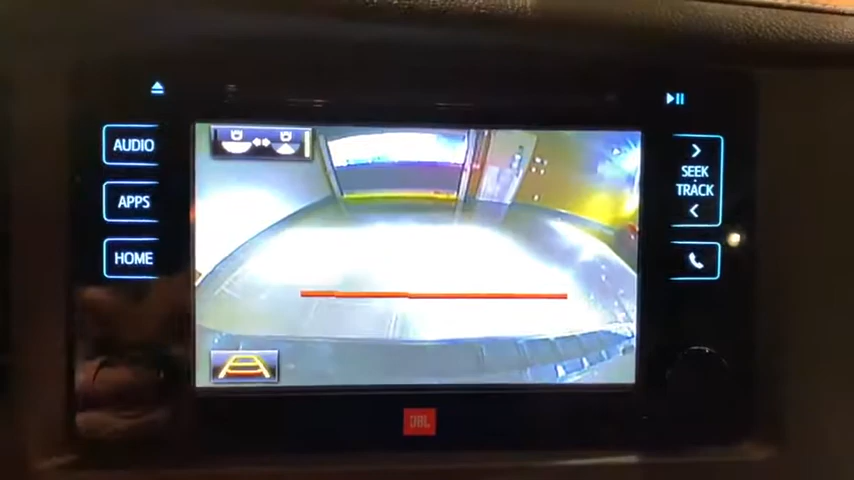 AUDIO
APPS
HOME
SEEK
TRACK
JBL